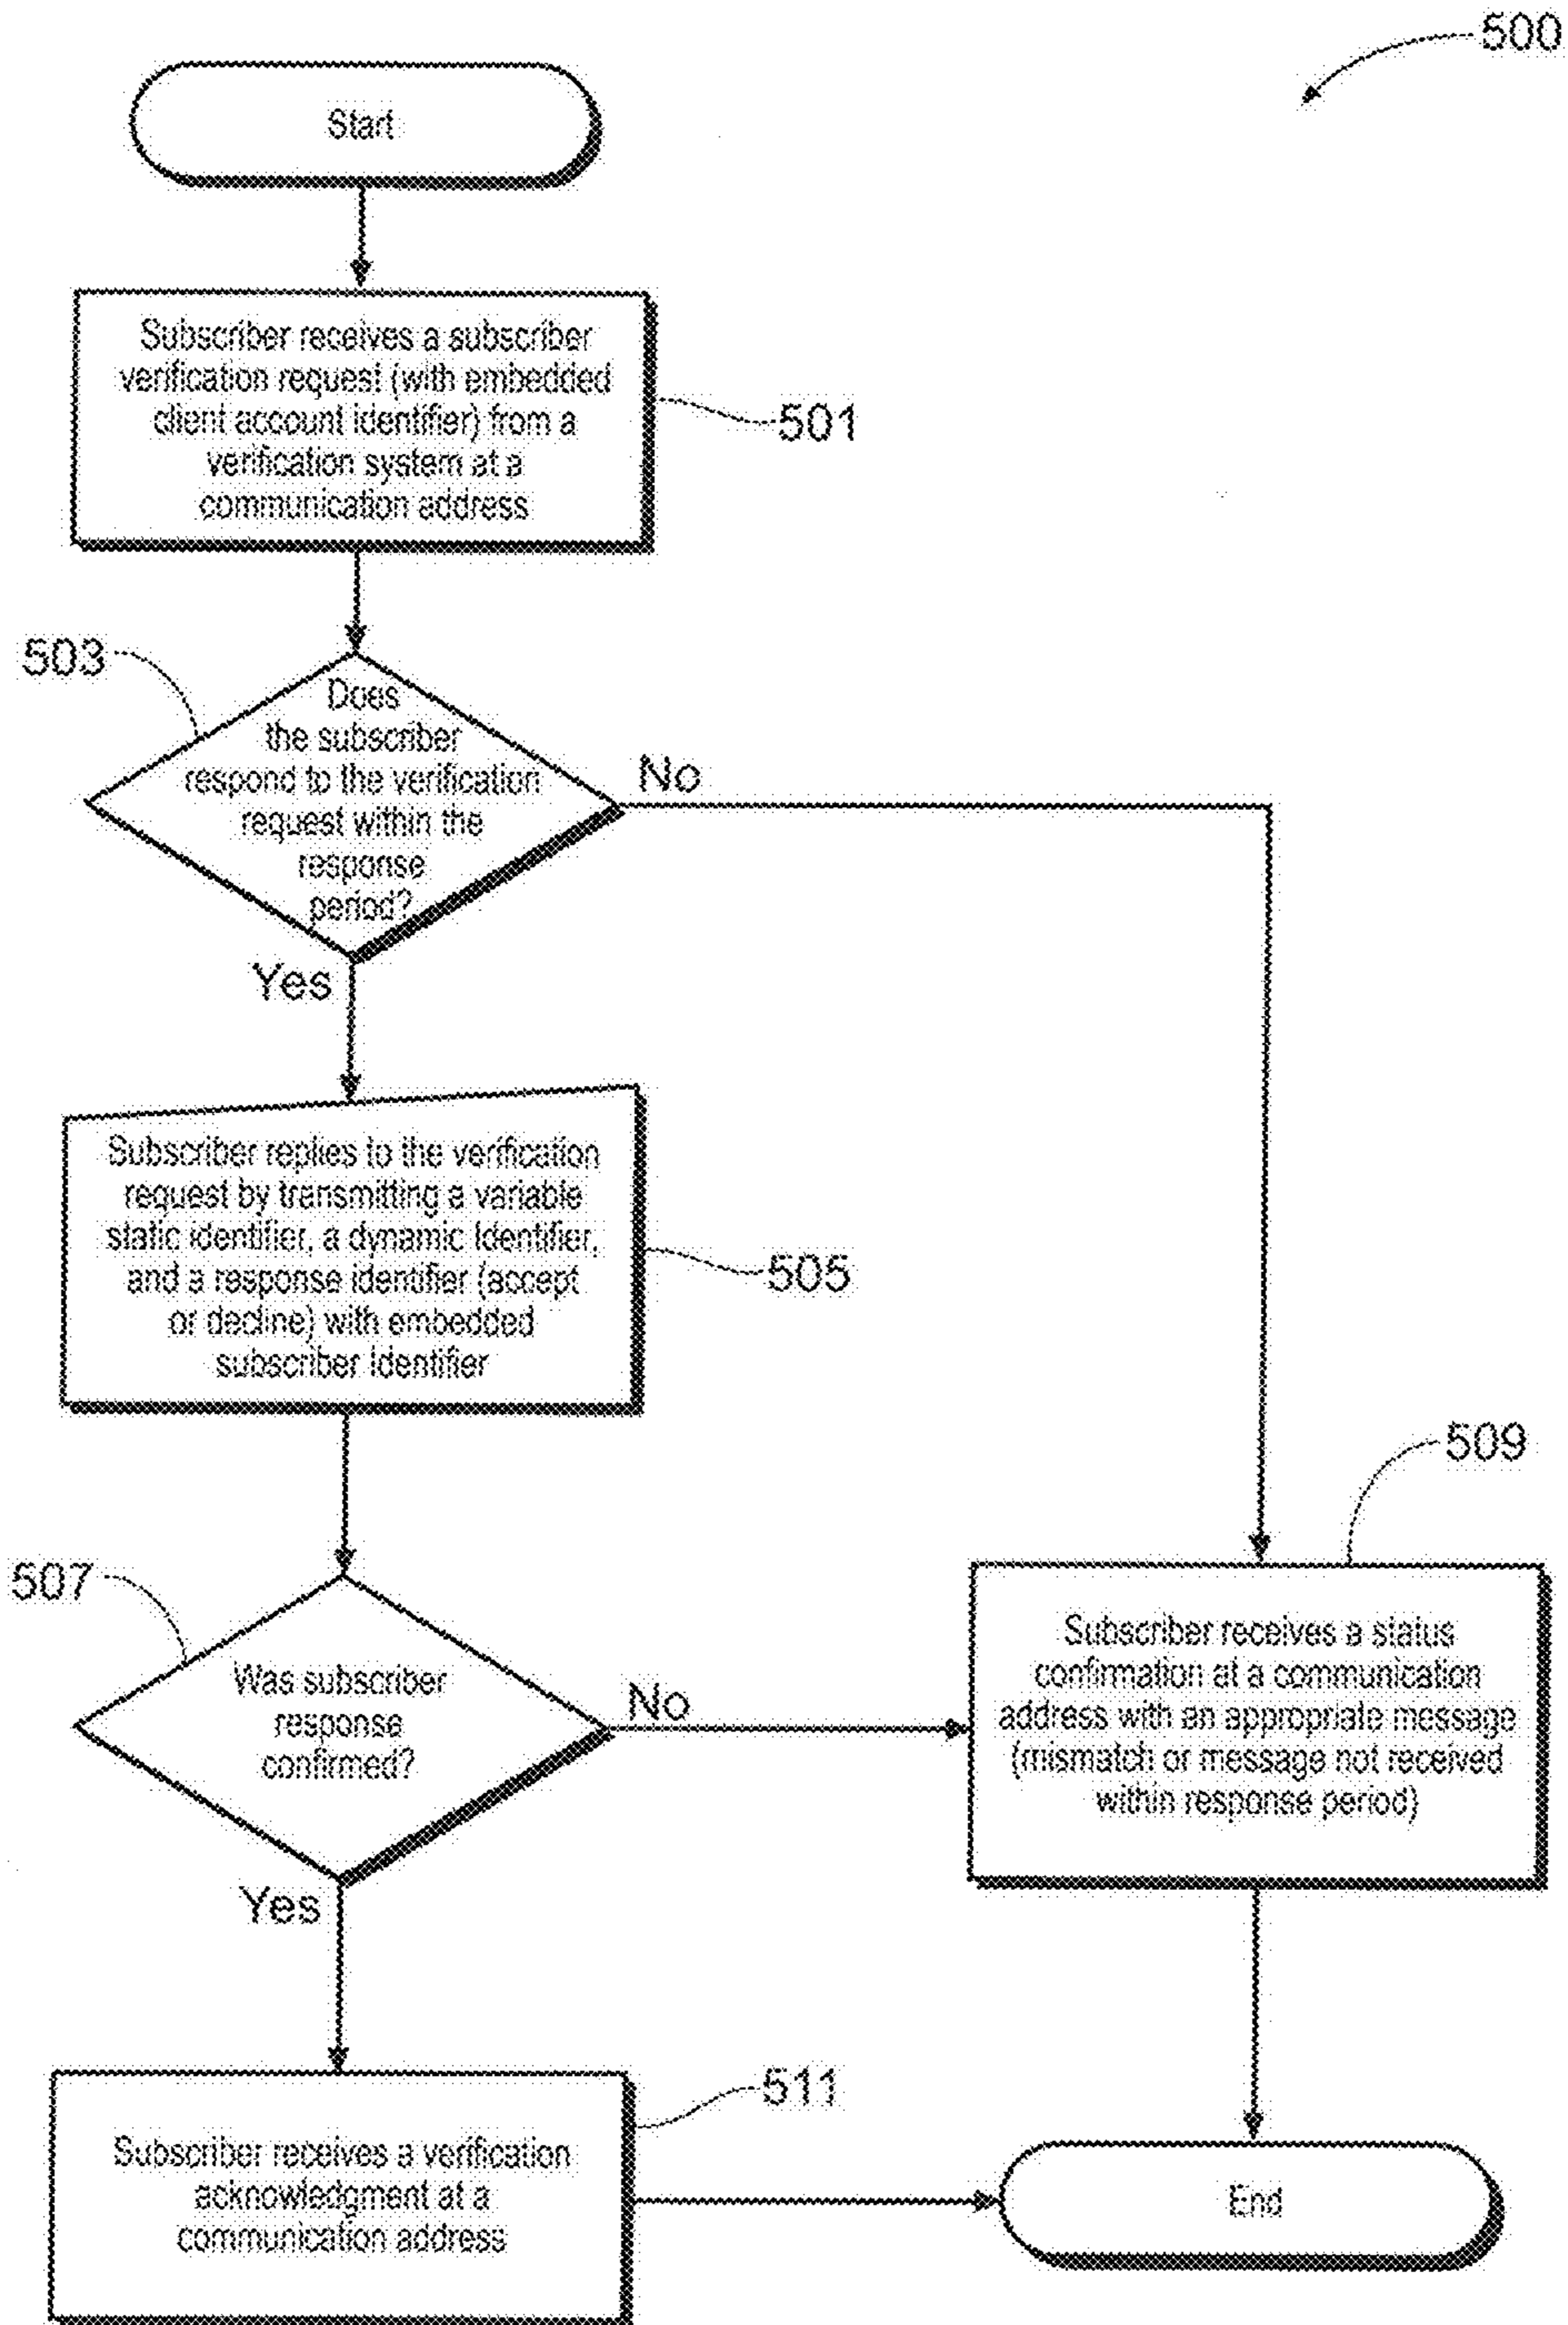 500
Start
Subscriber receives a subscriber
verification request (with embedded
client account identifier) from a
verification system at a
communication address
501
503
Does
the subscriber
respond to the verification
request within the
response
period?
No
Yes
Subscriber replies to the verification
request by transmitting a variable
static identifier, a dynamic Identifier,
and a response identifier (accept
or decline) with embedded
subscriber Identifier
505
507
Was subscriber
response
confirmed?
No
Yes
509
Subscriber receives a status
confirmation at a communication
address with an appropriate message
(mismatch or message not received
within response period)
511
Subscriber receives a verification
acknowledgment at a
communication address
End